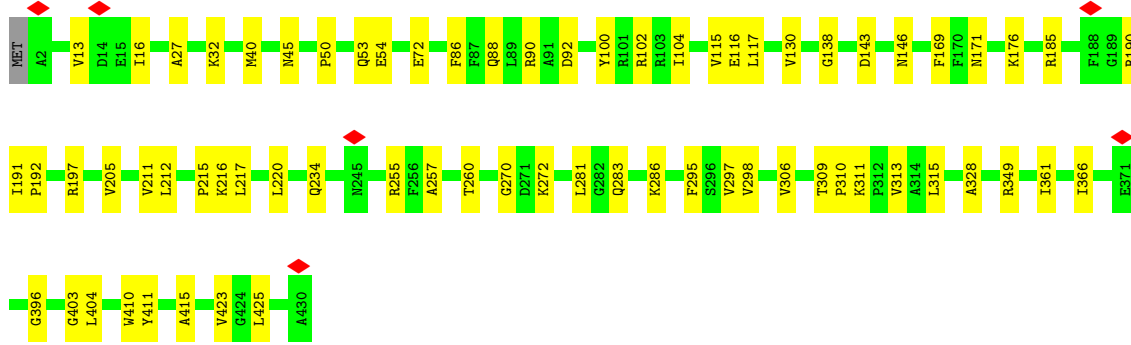 MET A2 V13 D14 E15 I16 A27 K32 M40 N45 P50 Q53 E54 E72 F86 F87 Q88 L89 R90 A91 D92 Y100 R101 R102 R103 I104 V115 E116 L117 V130 G138 D143 N146 F169 F170 N171 K176 R185 F188 G189 R190
I191 P192 R197 V205 V211 L212 P215 K216 L217 L220 Q234 N245 R255 F256 A257 T260 G270 D271 K272 L281 G282 Q283 K286 F295 S296 V297 V298 V306 T309 P310 K311 P312 V313 A314 L315 A328 R349 I361 I366 E371
G396 G403 L404 W410 Y411 A415 V423 G424 L425 A430